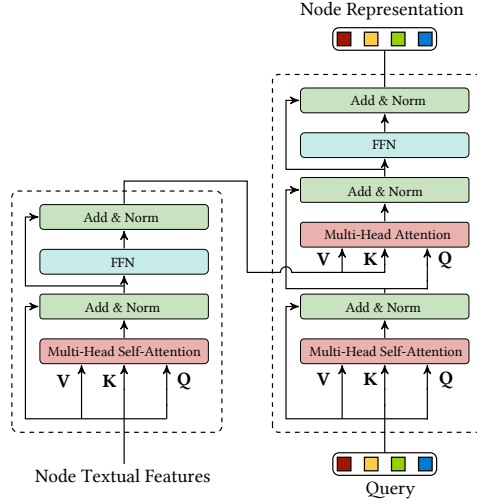 Node Representation
Add & Norm
FFN
Add & Norm
Multi-Head Attention
V K Q
Add & Norm
Multi-Head Self-Attention
V K Q
Query
Add & Norm
FFN
Add & Norm
Multi-Head Self-Attention
V K Q
Node Textual Features